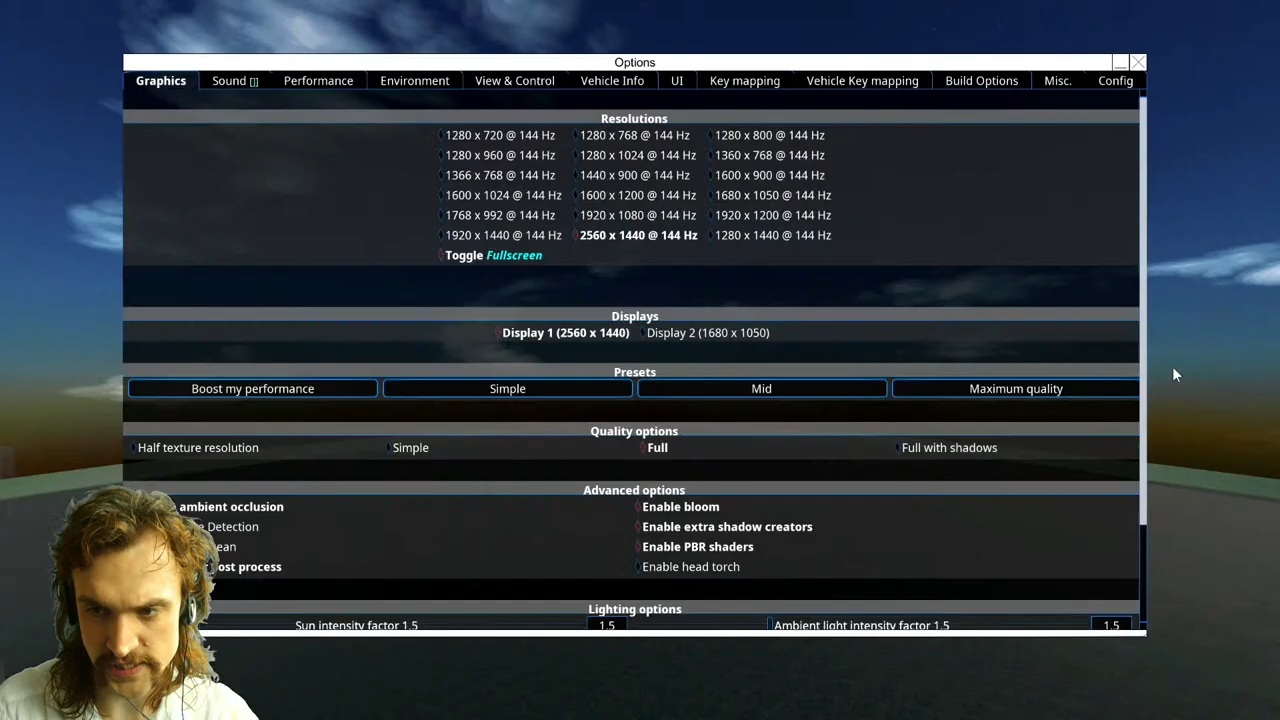 Options
Graphics Sound [] Performance Environment View & Control Vehicle Info UI Key mapping Vehicle Key mapping Build Options Misc. Config
Resolutions
1280 x 720 @ 144 Hz 1280 x 768 @ 144 Hz 1280 x 800 @ 144 Hz
1280 x 960 @ 144 Hz 1280 x 1024 @ 144 Hz 1360 x 768 @ 144 Hz
1366 x 768 @ 144 Hz 1440 x 900 @ 144 Hz 1600 x 900 @ 144 Hz
1600 x 1024 @ 144 Hz 1600 x 1200 @ 144 Hz 1680 x 1050 @ 144 Hz
1768 x 992 @ 144 Hz 1920 x 1080 @ 144 Hz 1920 x 1200 @ 144 Hz
1920 x 1440 @ 144 Hz 2560 x 1440 @ 144 Hz 1280 x 1440 @ 144 Hz
Toggle Fullscreen
Displays
Display 1 (2560 x 1440) Display 2 (1680 x 1050)
Presets
Boost my performance Simple Mid Maximum quality
Quality options
Half texture resolution Simple Full Full with shadows
Advanced options
ambient occlusion Enable bloom
Detection Enable extra shadow creators
Enable PBR shaders
process Enable head torch
Lighting options
Sun intensity factor 1.5 1.5 Ambient light intensity factor 1.5 1.5